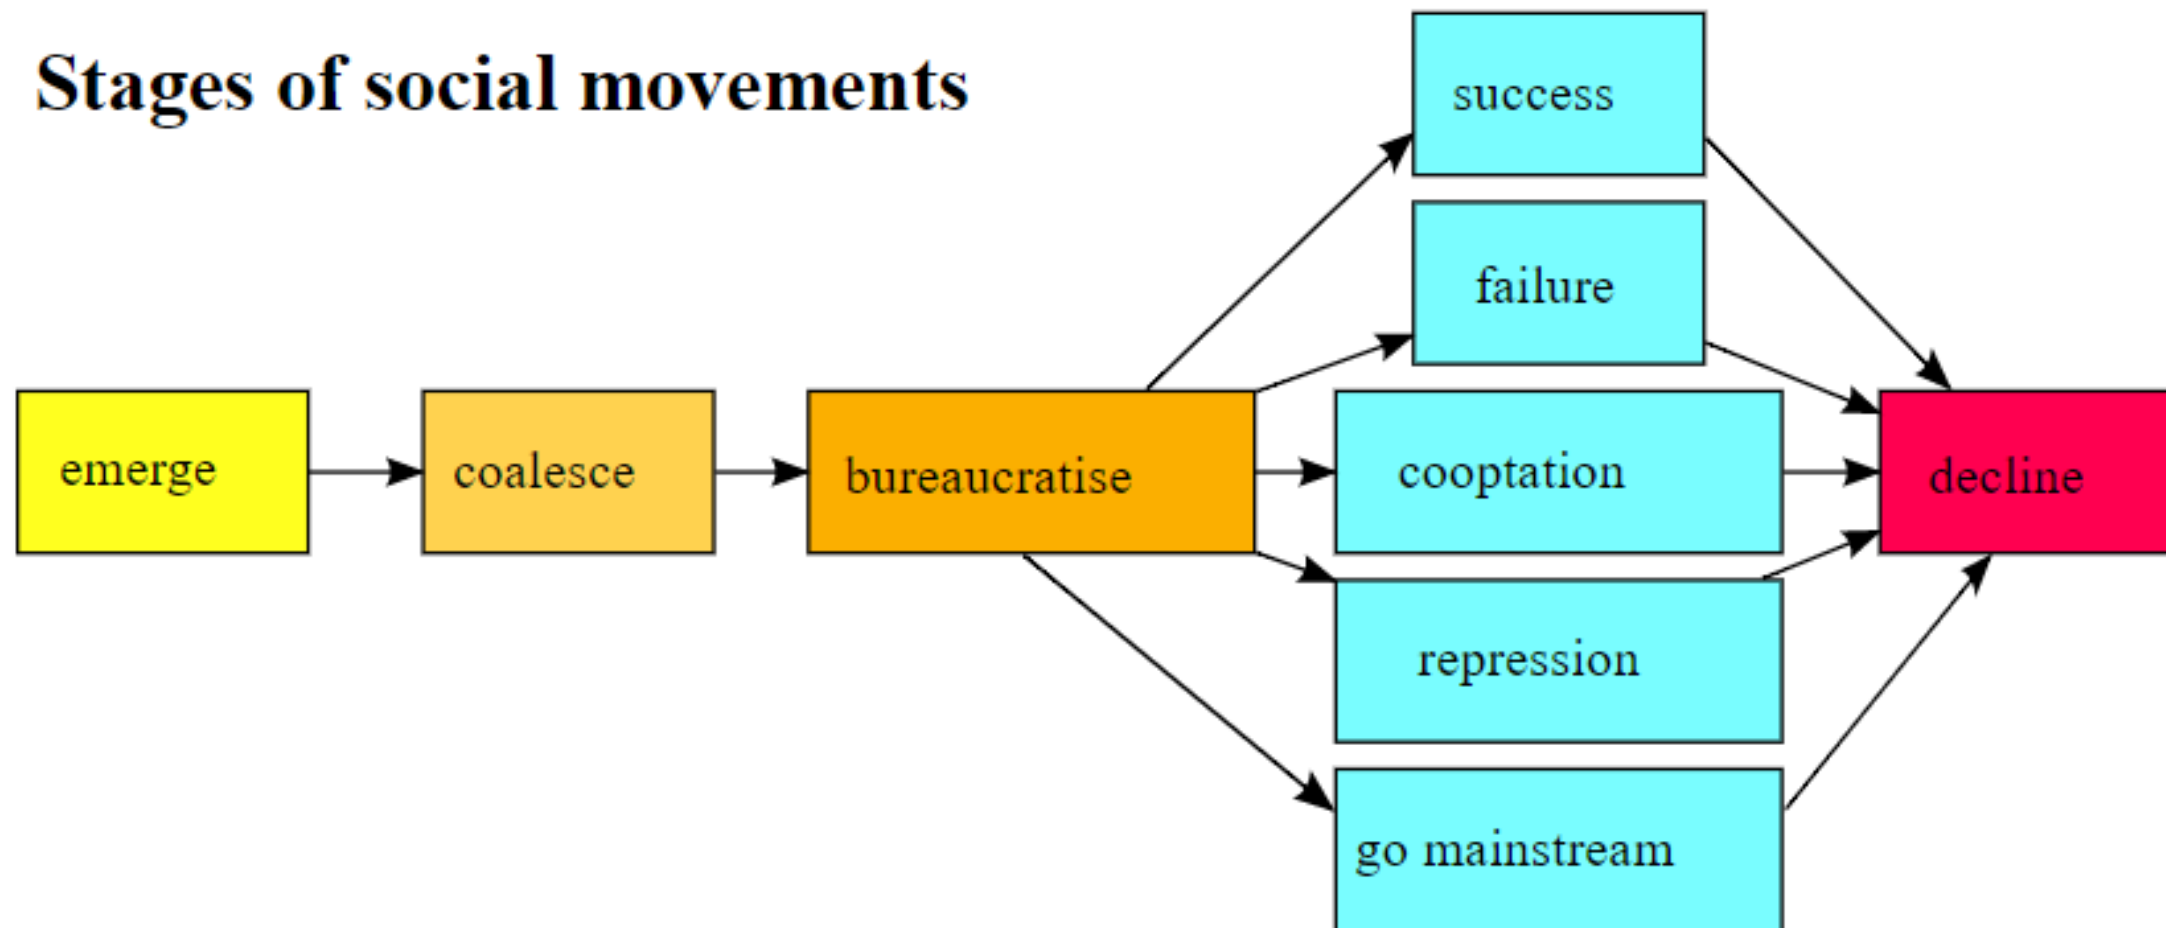 Stages of social movements
success
failure
emerge
coalesce
bureaucratise
cooptation
decline
repression
go mainstream